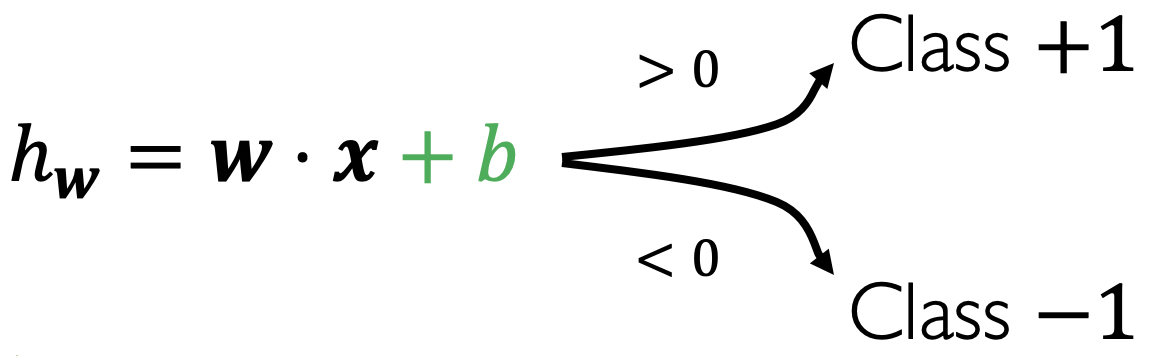 Class +1
> 0
h_w = w · x + b
< 0
Class −1